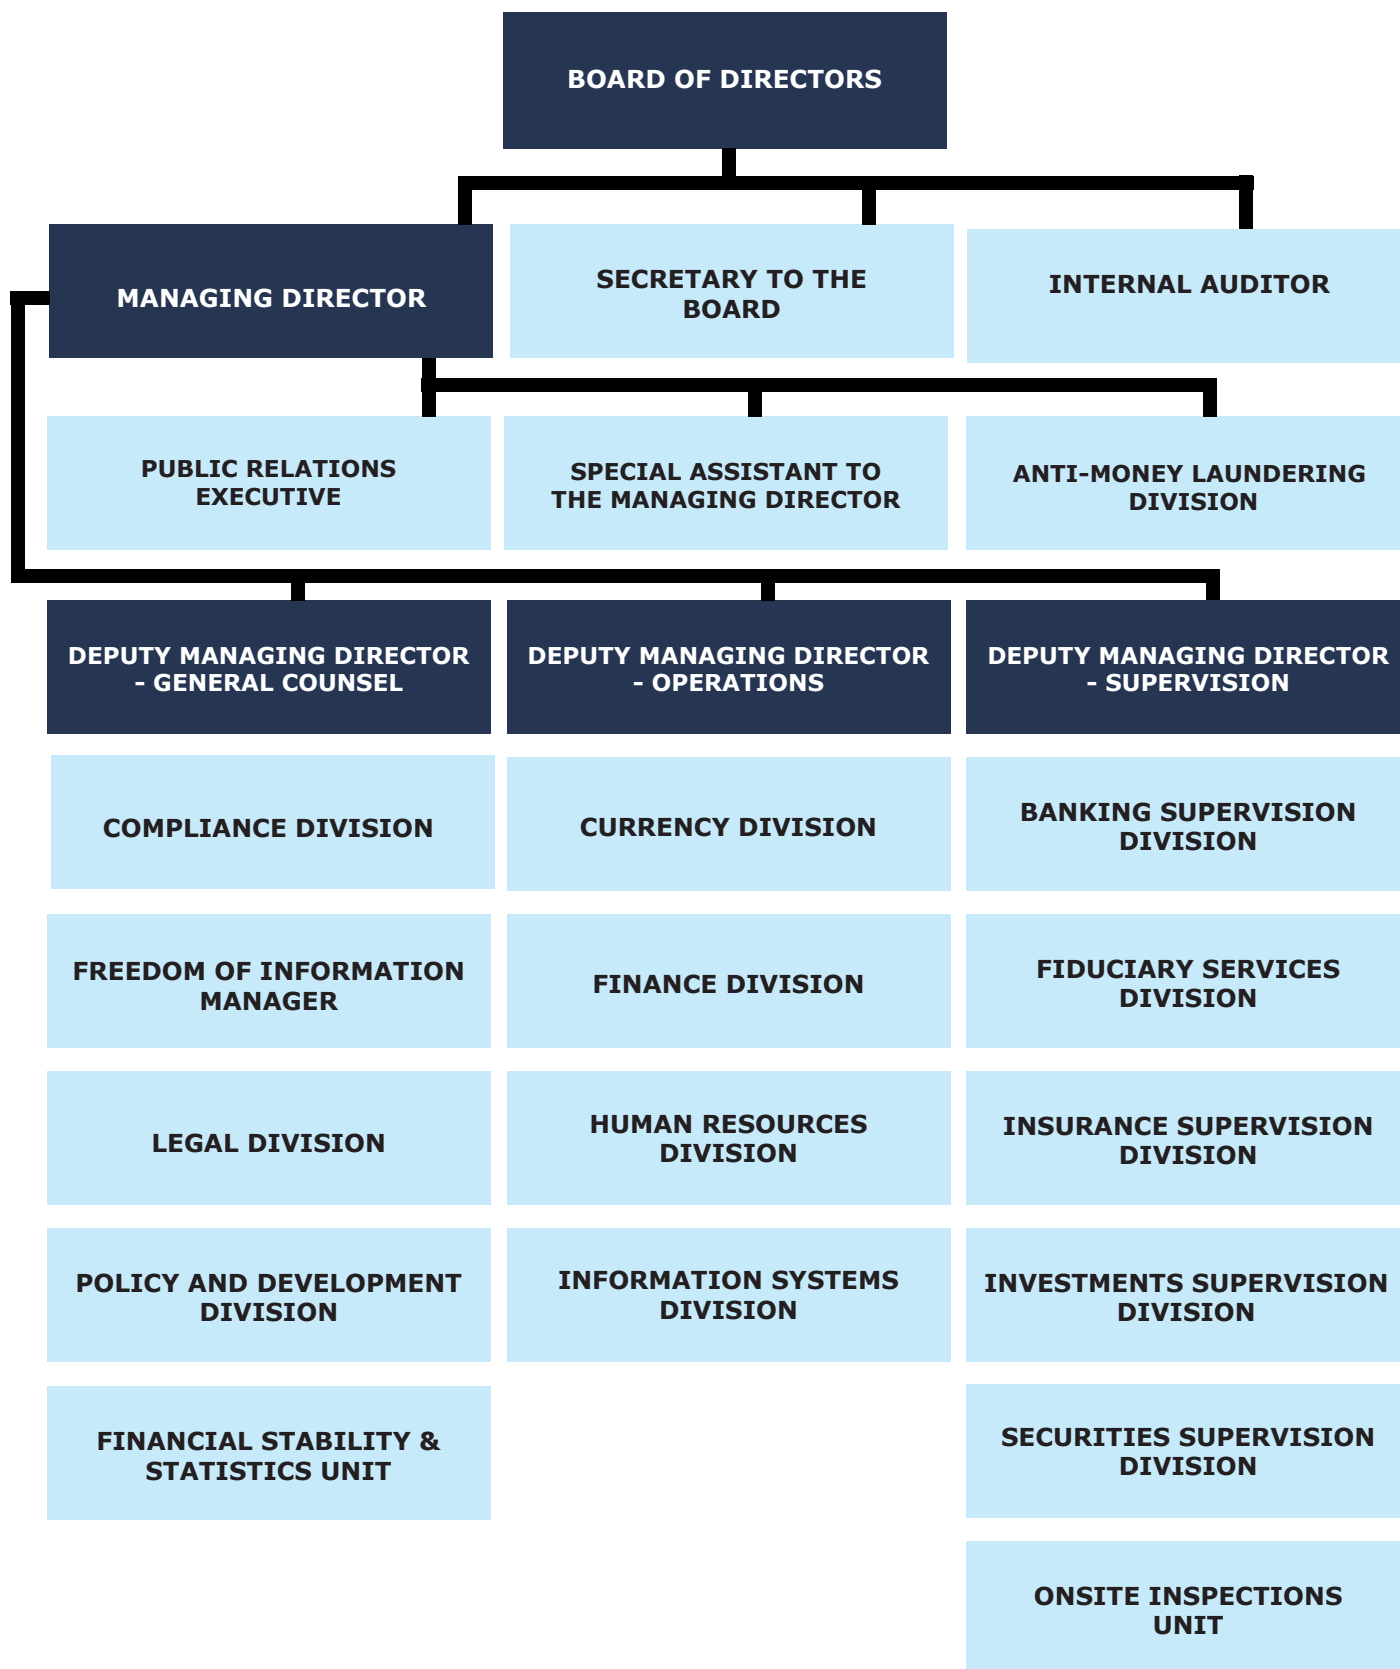 BOARD OF DIRECTORS
MANAGING DIRECTOR
SECRETARY TO THE
BOARD
INTERNAL AUDITOR
PUBLIC RELATIONS
EXECUTIVE
SPECIAL ASSISTANT TO
THE MANAGING DIRECTOR
ANTI-MONEY LAUNDERING
DIVISION
DEPUTY MANAGING DIRECTOR
– GENERAL COUNSEL
DEPUTY MANAGING DIRECTOR
– OPERATIONS
DEPUTY MANAGING DIRECTOR
– SUPERVISION
COMPLIANCE DIVISION
CURRENCY DIVISION
BANKING SUPERVISION
DIVISION
FREEDOM OF INFORMATION
MANAGER
FINANCE DIVISION
FIDUCIARY SERVICES
DIVISION
LEGAL DIVISION
HUMAN RESOURCES
DIVISION
INSURANCE SUPERVISION
DIVISION
POLICY AND DEVELOPMENT
DIVISION
INFORMATION SYSTEMS
DIVISION
INVESTMENTS SUPERVISION
DIVISION
FINANCIAL STABILITY &
STATISTICS UNIT
SECURITIES SUPERVISION
DIVISION
ONSITE INSPECTIONS
UNIT